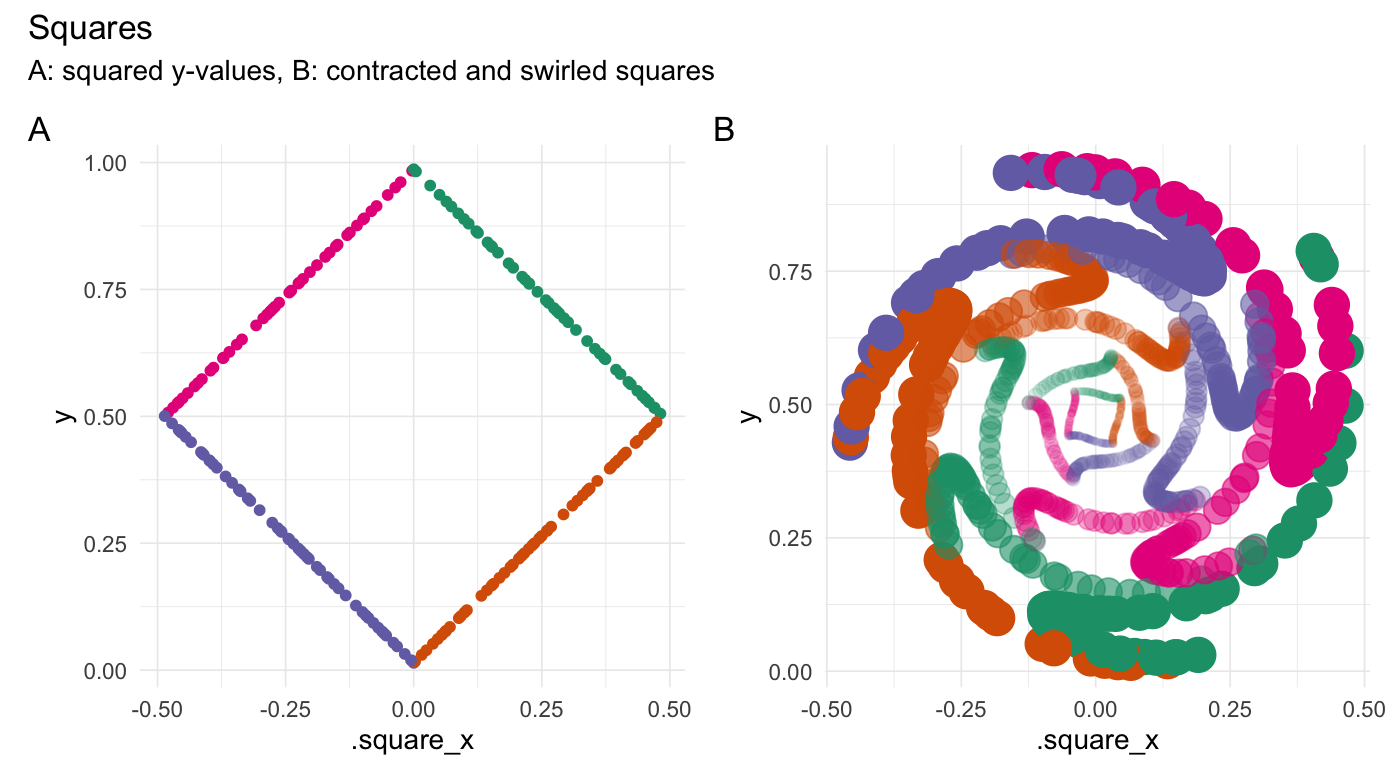 Squares
A: squared y-values, B: contracted and swirled squares
A
B
y
1.00
0.75
0.50
0.25
0.00
-0.50 -0.25 0.00 0.25 0.50
.square_x
y
0.75
0.50
0.25
0.00
-0.50 -0.25 0.00 0.25 0.50
.square_x